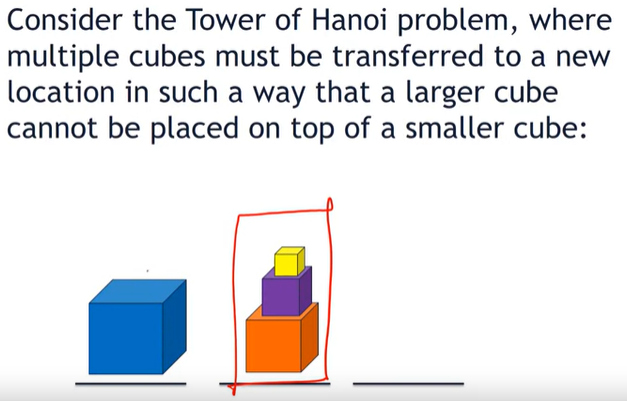 Consider the Tower of Hanoi problem, where
multiple cubes must be transferred to a new
location in such a way that a larger cube
cannot be placed on top of a smaller cube: